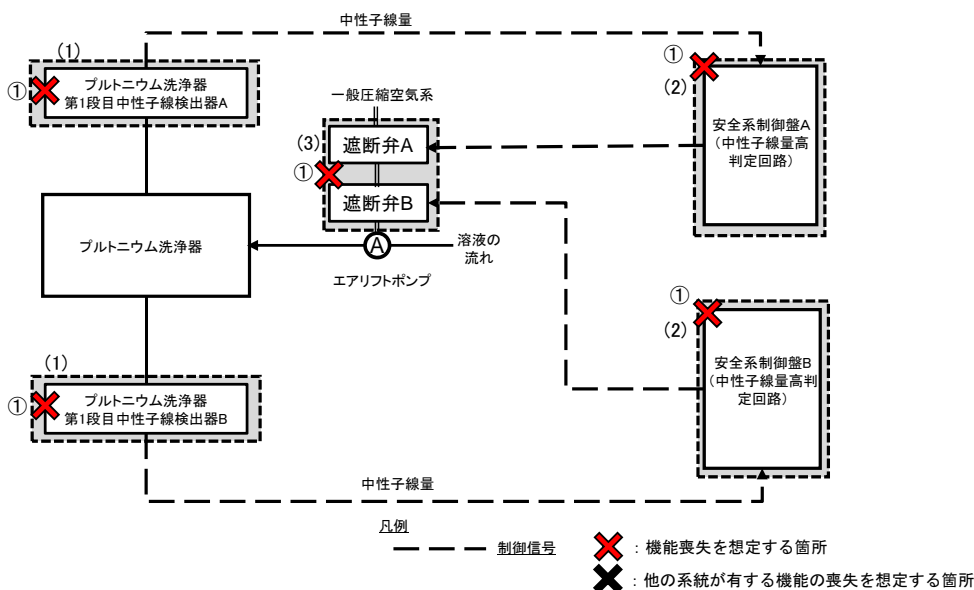 中性子線量
(1)
①
プルトニウム洗浄器
第1段目中性子線検出器A
一般圧縮空気系
(3)
遮断弁A
①
遮断弁B
①
(2)
安全系制御盤A
(中性子線量高
判定回路)
プルトニウム洗浄器
A
溶液の
流れ
エアリフトポンプ
①
(2)
安全系制御盤B
(中性子線量高判
定回路)
(1)
①
プルトニウム洗浄器
第1段目中性子線検出器B
中性子線量
凡例
制御信号
:機能喪失を想定する箇所
:他の系統が有する機能の喪失を想定する箇所